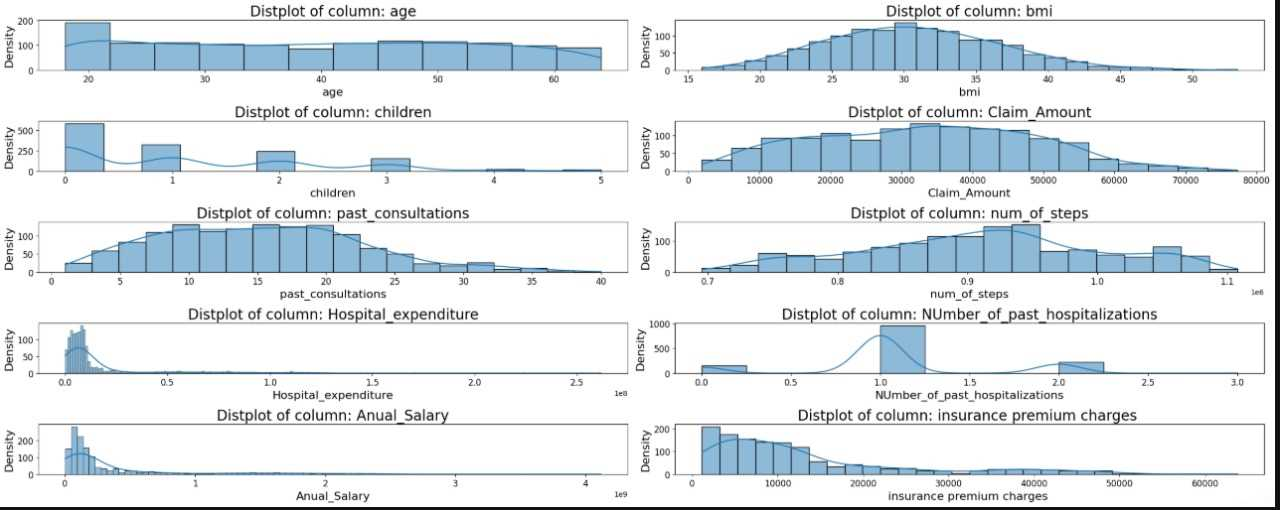 Distplot of column: age
Density
200
100
0
20 30 40 50 60
age
Distplot of column: bmi
Density
100
50
0
15 20 25 30 35 40 45 50
bmi
Distplot of column: children
Density
500
250
0
0 1 2 3 4 5
children
Distplot of column: Claim_Amount
Density
100
50
0
0 10000 20000 30000 40000 50000 60000 70000 80000
Claim_Amount
Distplot of column: past_consultations
Density
100
50
0
0 5 10 15 20 25 30 35 40
past_consultations
Distplot of column: num_of_steps
Density
100
0
0.7 0.8 0.9 1.0 1.1
1e6
num_of_steps
Distplot of column: Hospital_expenditure
Density
100
50
0
0.0 0.5 1.0 1.5 2.0 2.5
1e8
Hospital_expenditure
Distplot of column: NUmber_of_past_hospitalizations
Density
1000
500
0
0.0 0.5 1.0 1.5 2.0 2.5 3.0
NUmber_of_past_hospitalizations
Distplot of column: Anual_Salary
Density
200
100
0
0 1 2 3 4
1e9
Anual_Salary
Distplot of column: insurance premium charges
Density
200
100
0
0 10000 20000 30000 40000 50000 60000
insurance premium charges